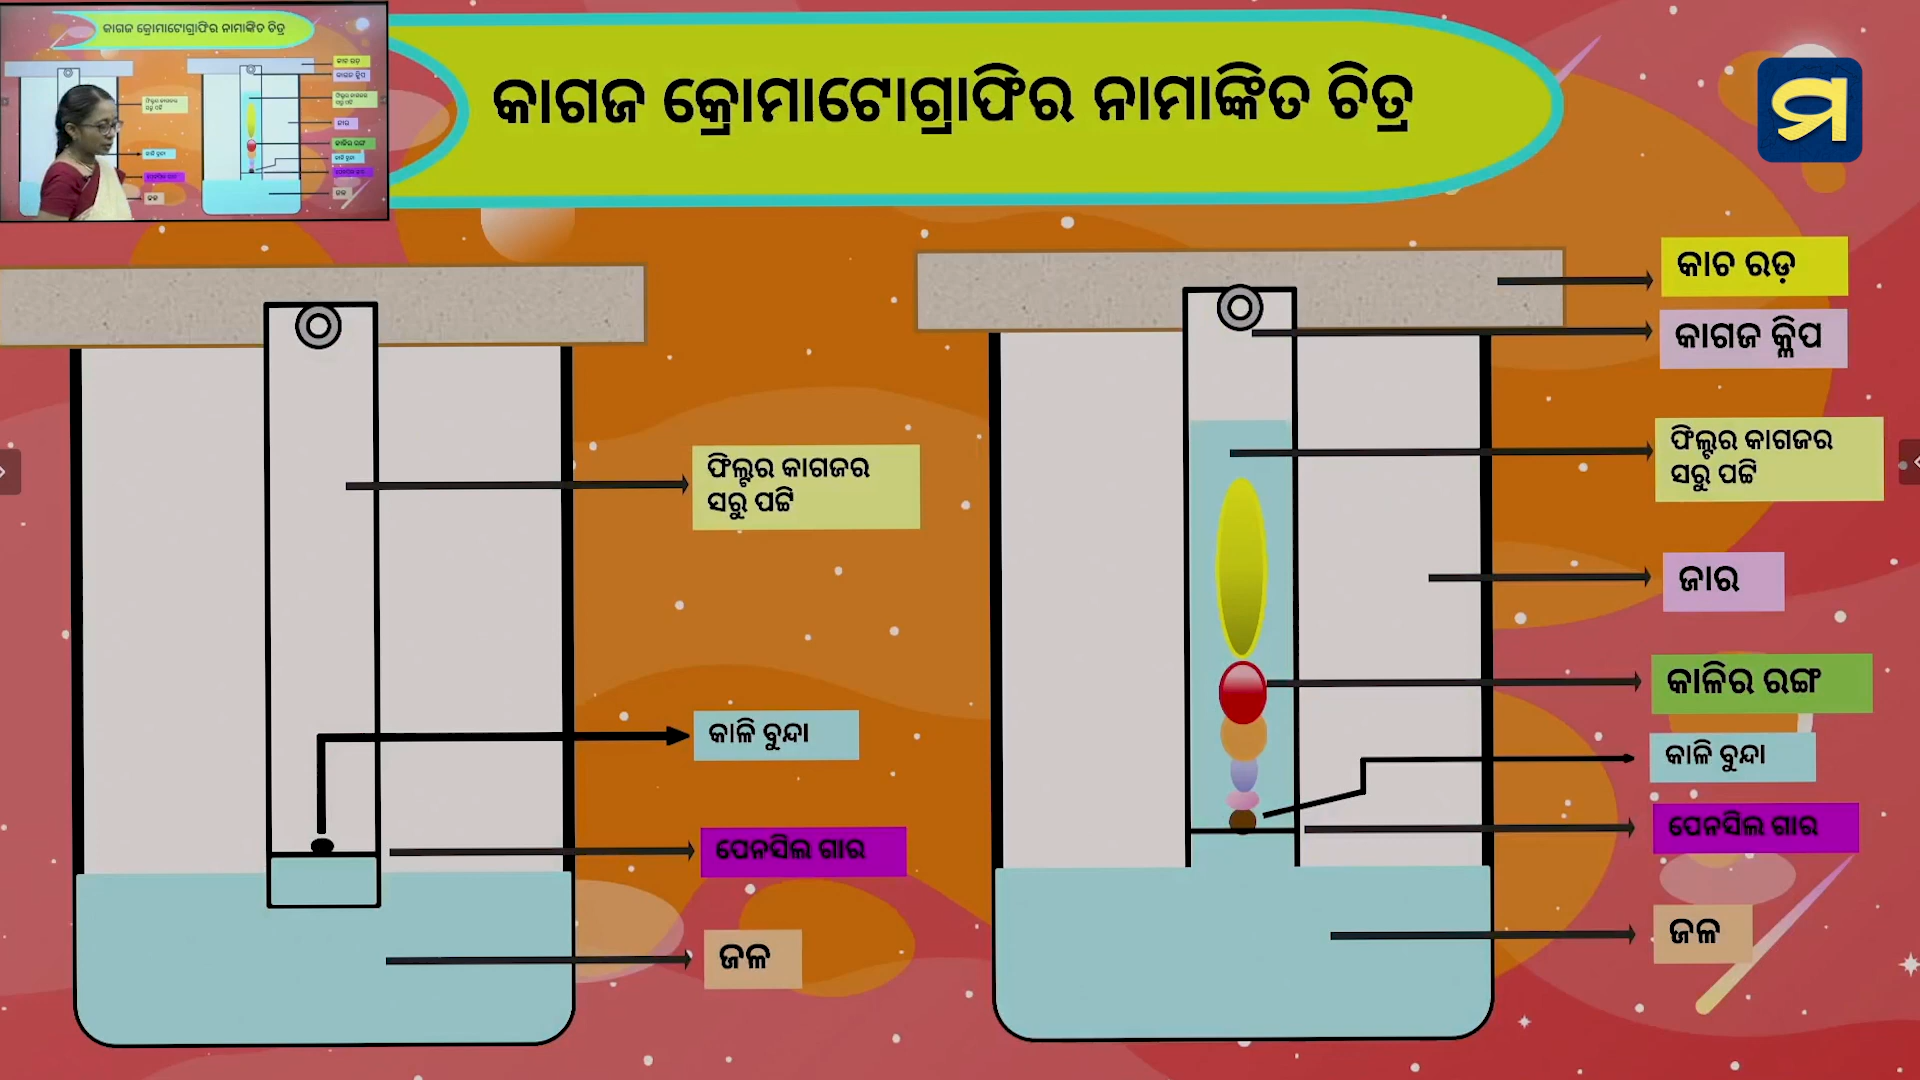 କାଗଜ କ୍ରୋମାଟୋଗ୍ରାଫିର ନାମାଙ୍କିତ ଚିତ୍ର
ମ
ଫିଲ୍ଟର କାଗଜର
ସରୁ ପଟି
କାଳି ବୁନ୍ଦା
ପେନସିଲ ଗାର
ଜଳ
କାଚ ରଡ଼
କାଗଜ କ୍ଳିପ
ଫିଲ୍ଟର କାଗଜର
ସରୁ ପଟି
ଜାର
କାଳିର ରଙ୍ଗ
କାଳି ବୁନ୍ଦା
ପେନସିଲ ଗାର
ଜଳ